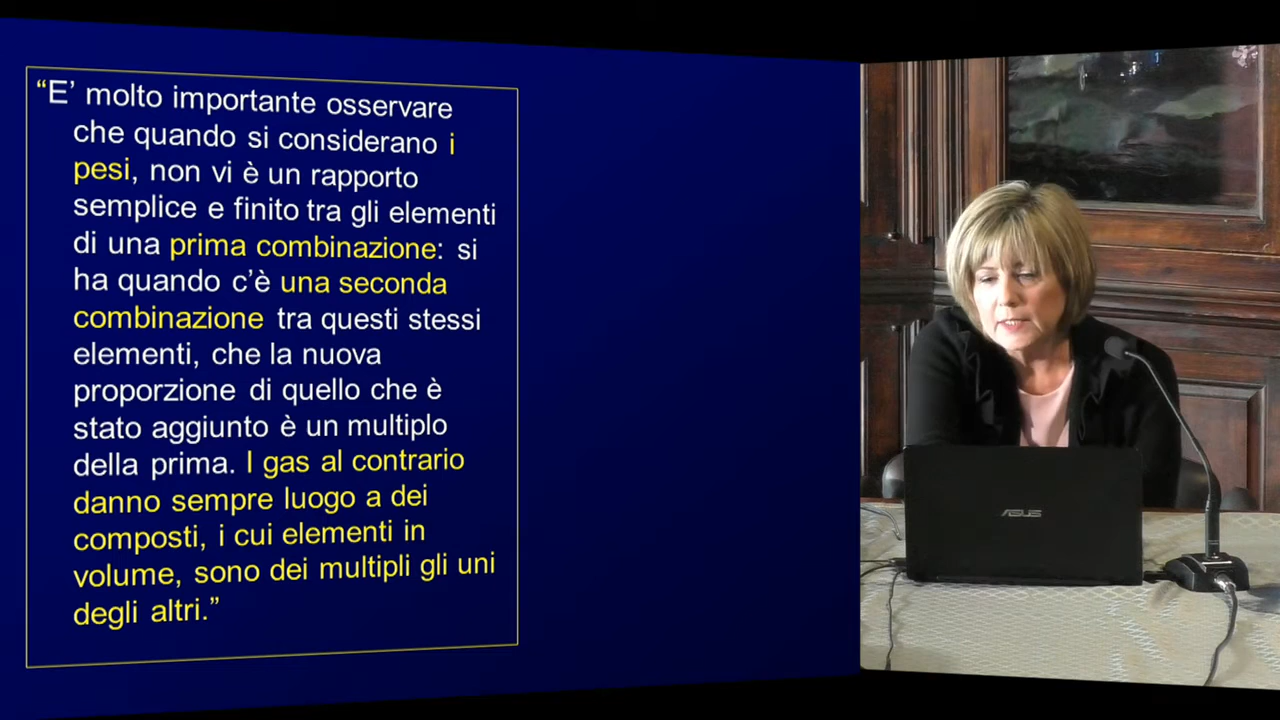 “E’ molto importante osservare
che quando si considerano i
pesi, non vi è un rapporto
semplice e finito tra gli elementi
di una prima combinazione: si
ha quando c’è una seconda
combinazione tra questi stessi
elementi, che la nuova
proporzione di quello che è
stato aggiunto è un multiplo
della prima. I gas al contrario
danno sempre luogo a dei
composti, i cui elementi in
volume, sono dei multipli gli uni
degli altri.”
ASUS